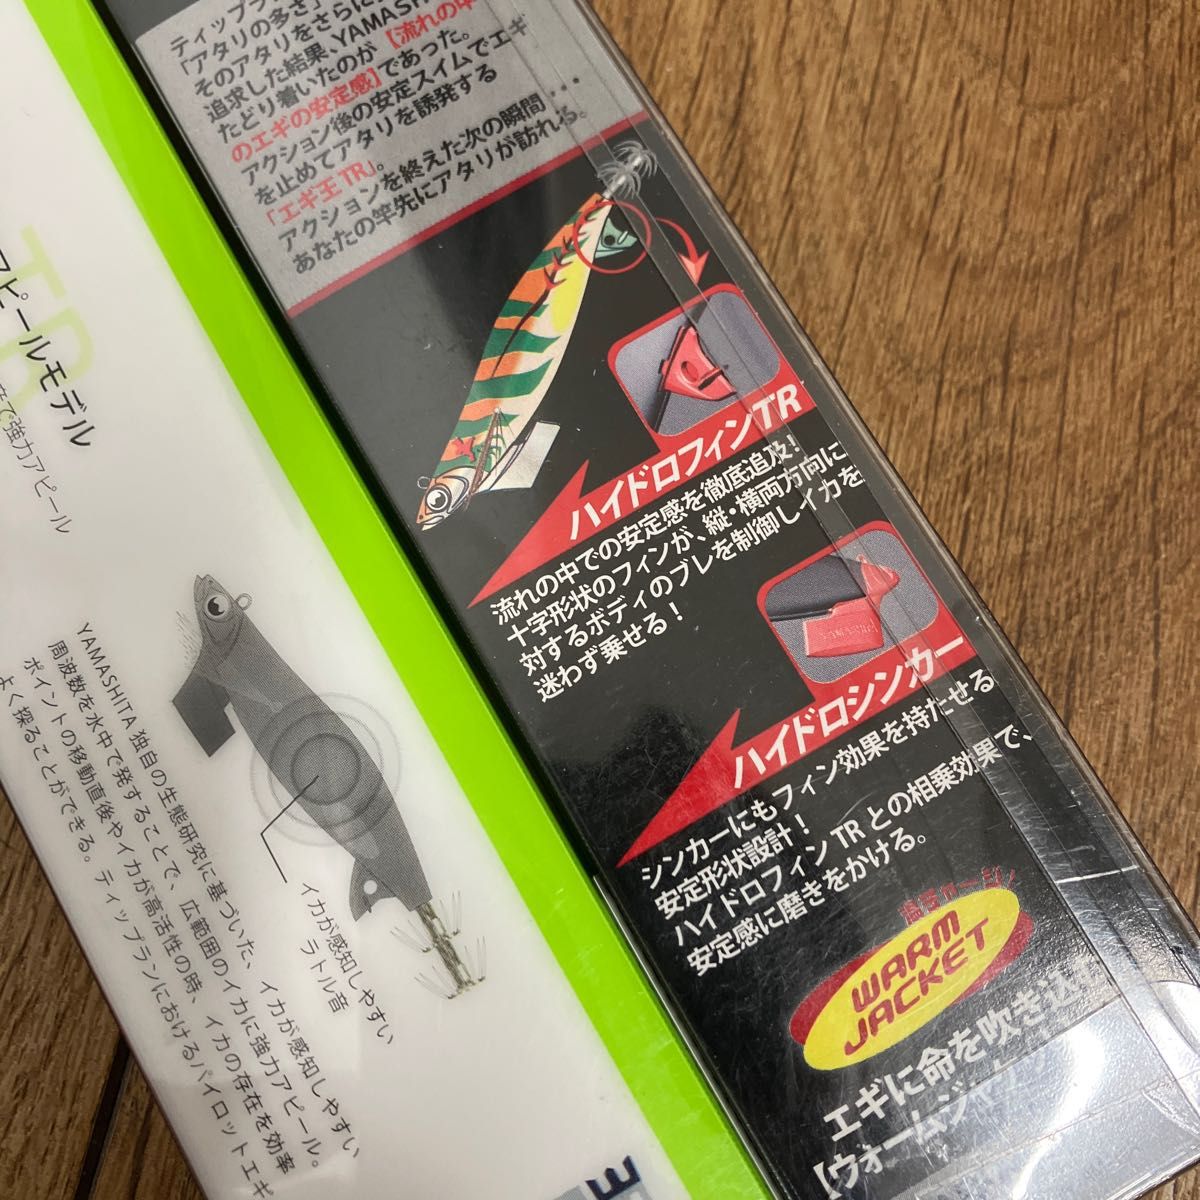 ティップラ
「アタリの多さ」
そのアタリをさらに
追求した結果、YAMASH
たどり着いたのが【流れの中
のエギの安定感】であった。
アクション後の安定スイムでエギ
を止めてアタリを誘発する
「エギ王 TR」。
アクションを終えた次の瞬間・・・
あなたの竿先にアタリが訪れる。
ハイドロフィンTR
流れの中での安定感を徹底追及!
十字形状のフィンが、縦・横両方向に
対するボディのブレを制御しイカを
迷わず乗せる!
YAMASHITA
ハイドロシンカー
シンカーにもフィン効果を持たせる
安定形状設計!
ハイドロフィン TR との相乗効果で、
安定感に磨きをかける。
WARM
JACKET
エギに命を吹き込
【ウォームジャ
TR
アピールモデル
で強力アピール
イカが感知しやすい
ラトル音
YAMASHITA 独自の生態研究に基づいた、イカが感知しやすい
周波数を水中で発することで、広範囲のイカに強力アピール。
ポイントの移動直後やイカが高活性の時、イカの存在を効率
よく探ることができる。ティップランにおけるパイロットエギ